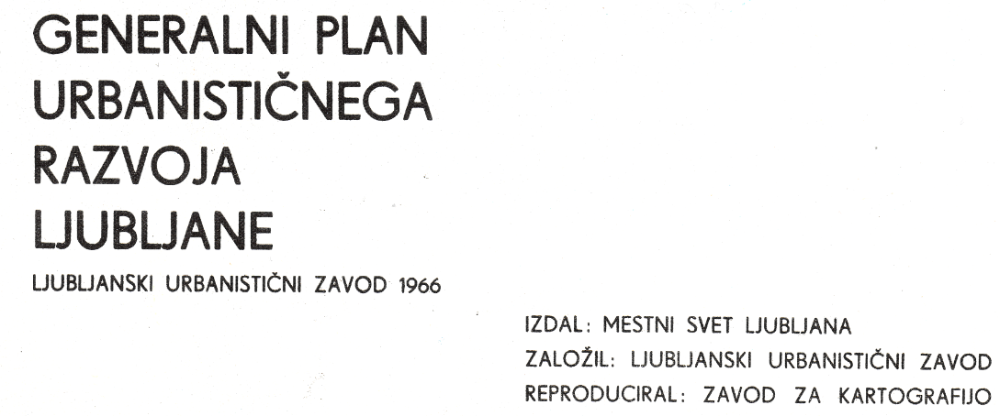 GENERALNI PLAN
URBANISTIČNEGA
RAZVOJA
LJUBLJANE
LJUBLJANSKI URBANISTIČNI ZAVOD 1966
IZDAL: MESTNI SVET LJUBLJANA
ZALOŽIL: LJUBLJANSKI URBANISTIČNI ZAVOD
REPRODUCIRAL: ZAVOD ZA KARTOGRAFIJO